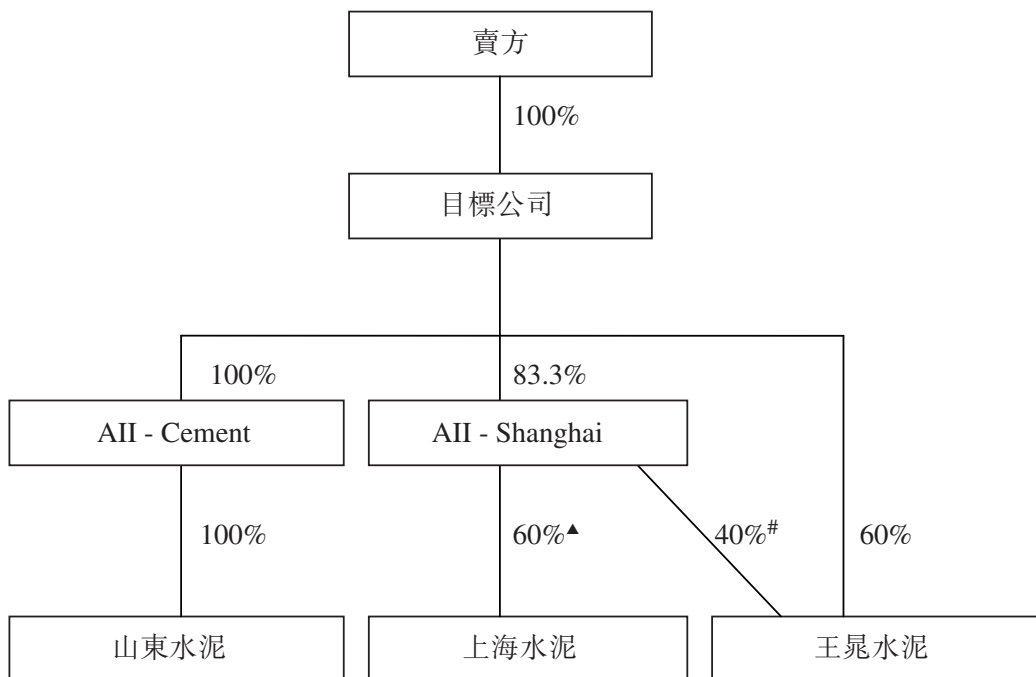 賣方
100%
目標公司
100%
83.3%
AII - Cement
AII - Shanghai
100%
60%▲
40%#
60%
山東水泥
上海水泥
王晁水泥